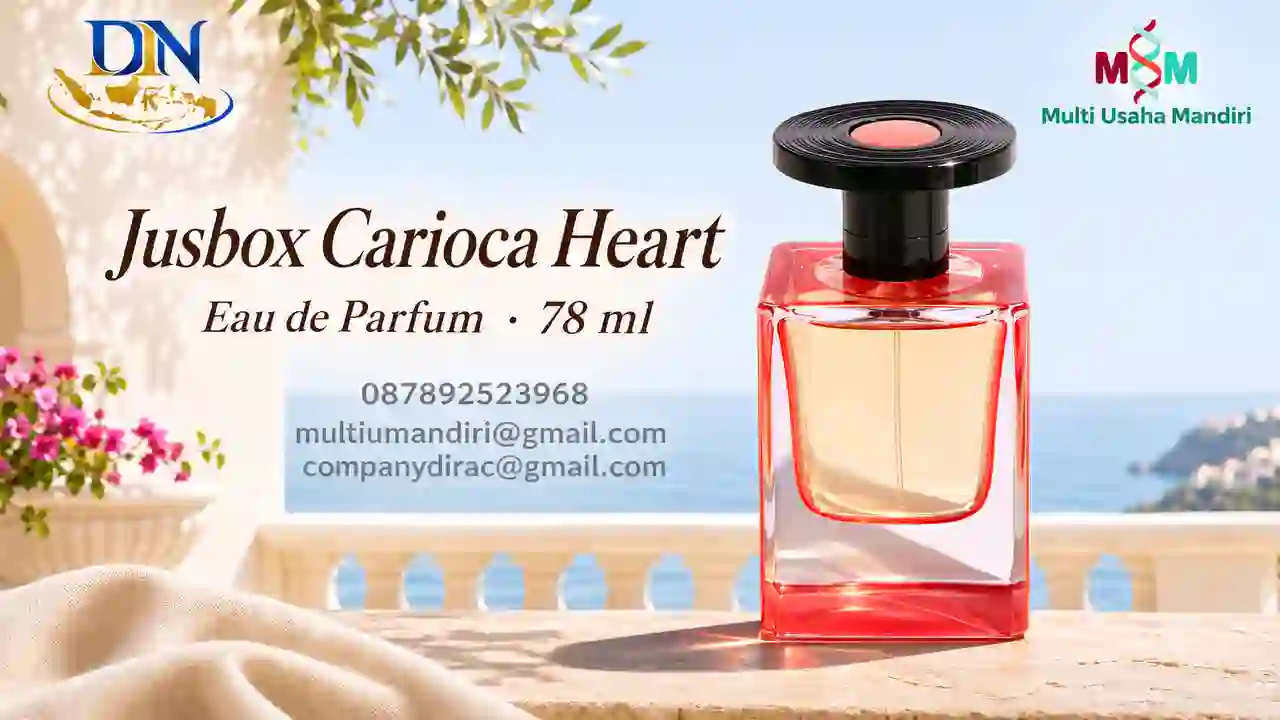 DIN
MSM
Multi Usaha Mandiri
Jusbox Carioca Heart
Eau de Parfum · 78 ml
087892523968
multiumandiri@gmail.com
companydirac@gmail.com